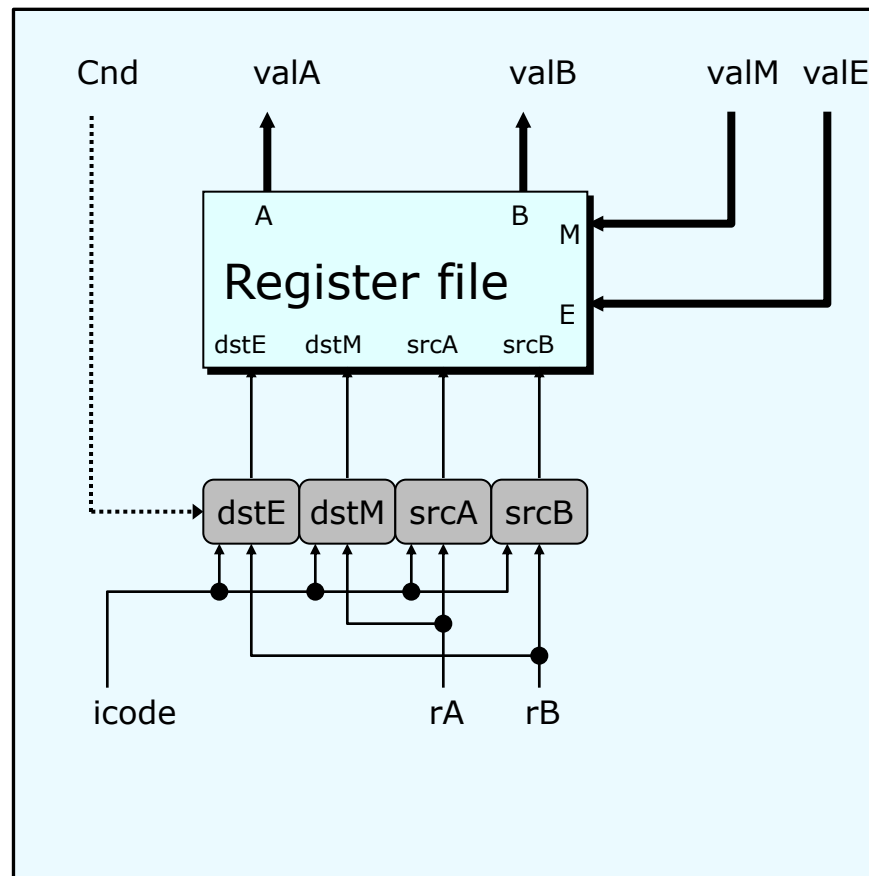 Cnd valA valB valM valE
A B
M
Register file
E
dstE dstM srcA srcB
dstE dstM srcA srcB
icode rA rB